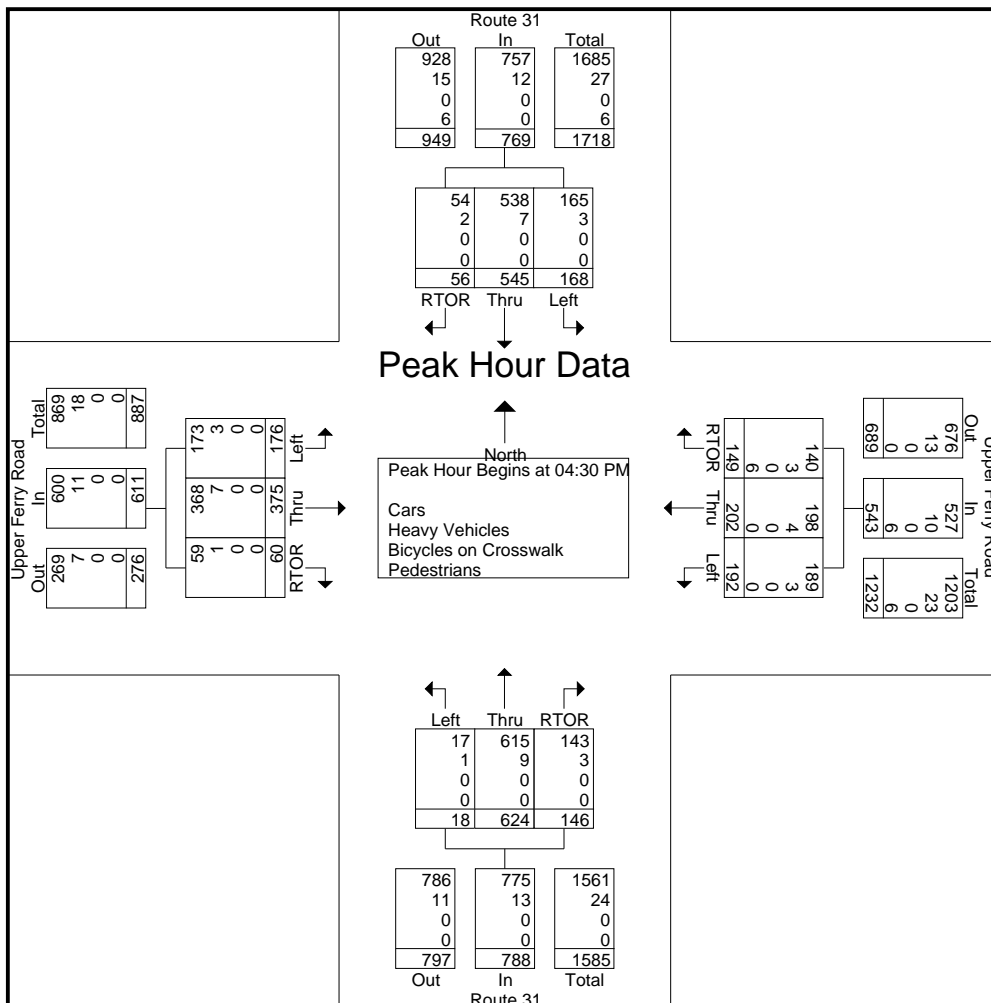 Route 31
Out In Total
928 757 1685
15 12 27
0 0 0
6 0 6
949 769 1718
54 538 165
2 7 3
0 0 0
0 0 0
56 545 168
RTOR Thru Left
Peak Hour Data
North
Peak Hour Begins at 04:30 PM
Cars
Heavy Vehicles
Bicycles on Crosswalk
Pedestrians
Upper Ferry Road
Out In Total
269 600 869
7 11 18
0 0 0
0 0 0
276 611 887
RTOR Thru Left
59 368 173
1 7 3
0 0 0
0 0 0
60 375 176
Upper Ferry Road
Out In Total
676 527 1203
13 10 23
0 0 0
0 6 6
689 543 1232
140 198 189
3 4 3
0 0 0
6 0 0
149 202 192
RTOR Thru Left
Left Thru RTOR
17 615 143
1 9 3
0 0 0
0 0 0
18 624 146
786 775 1561
11 13 24
0 0 0
0 0 0
797 788 1585
Out In Total
Route 31